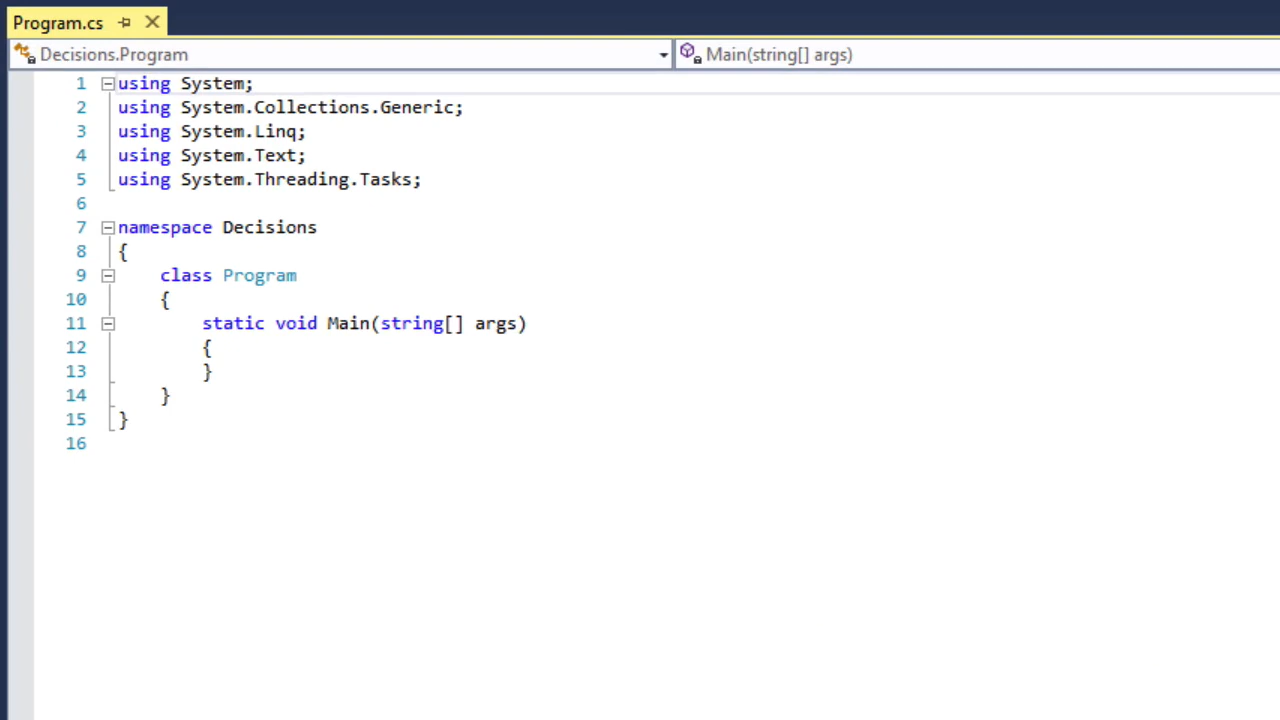 Program.cs
Decisions.Program
Main(string[] args)
1 using System;
2 using System.Collections.Generic;
3 using System.Linq;
4 using System.Text;
5 using System.Threading.Tasks;
6
7 namespace Decisions
8 {
9 class Program
10 {
11 static void Main(string[] args)
12 {
13 }
14 }
15 }
16